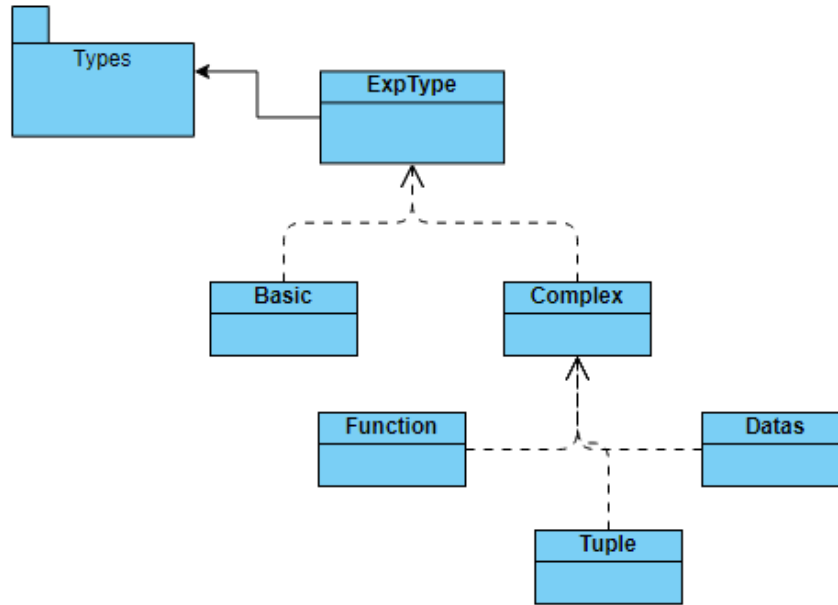 Types
ExpType
Basic
Complex
Function
Datas
Tuple